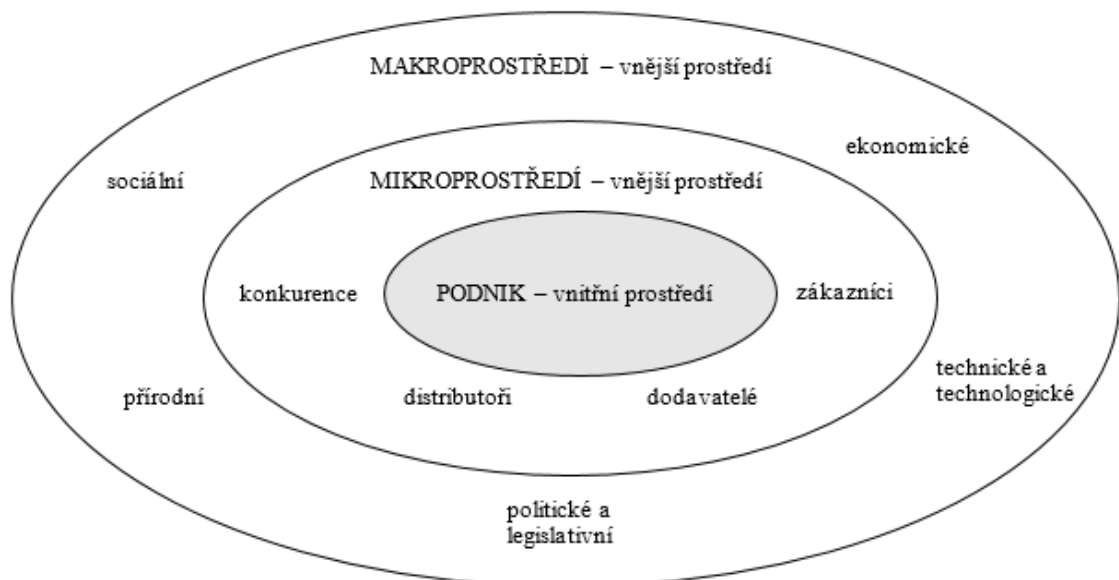 MAKROPROSTŘEDÍ – vnější prostředí
ekonomické
sociální
MIKROPROSTŘEDÍ – vnější prostředí
konkurence
PODNIK – vnitřní prostředí
zákazníci
technické a
technologické
přírodní
distributoři
dodavatelé
politické a
legislativní